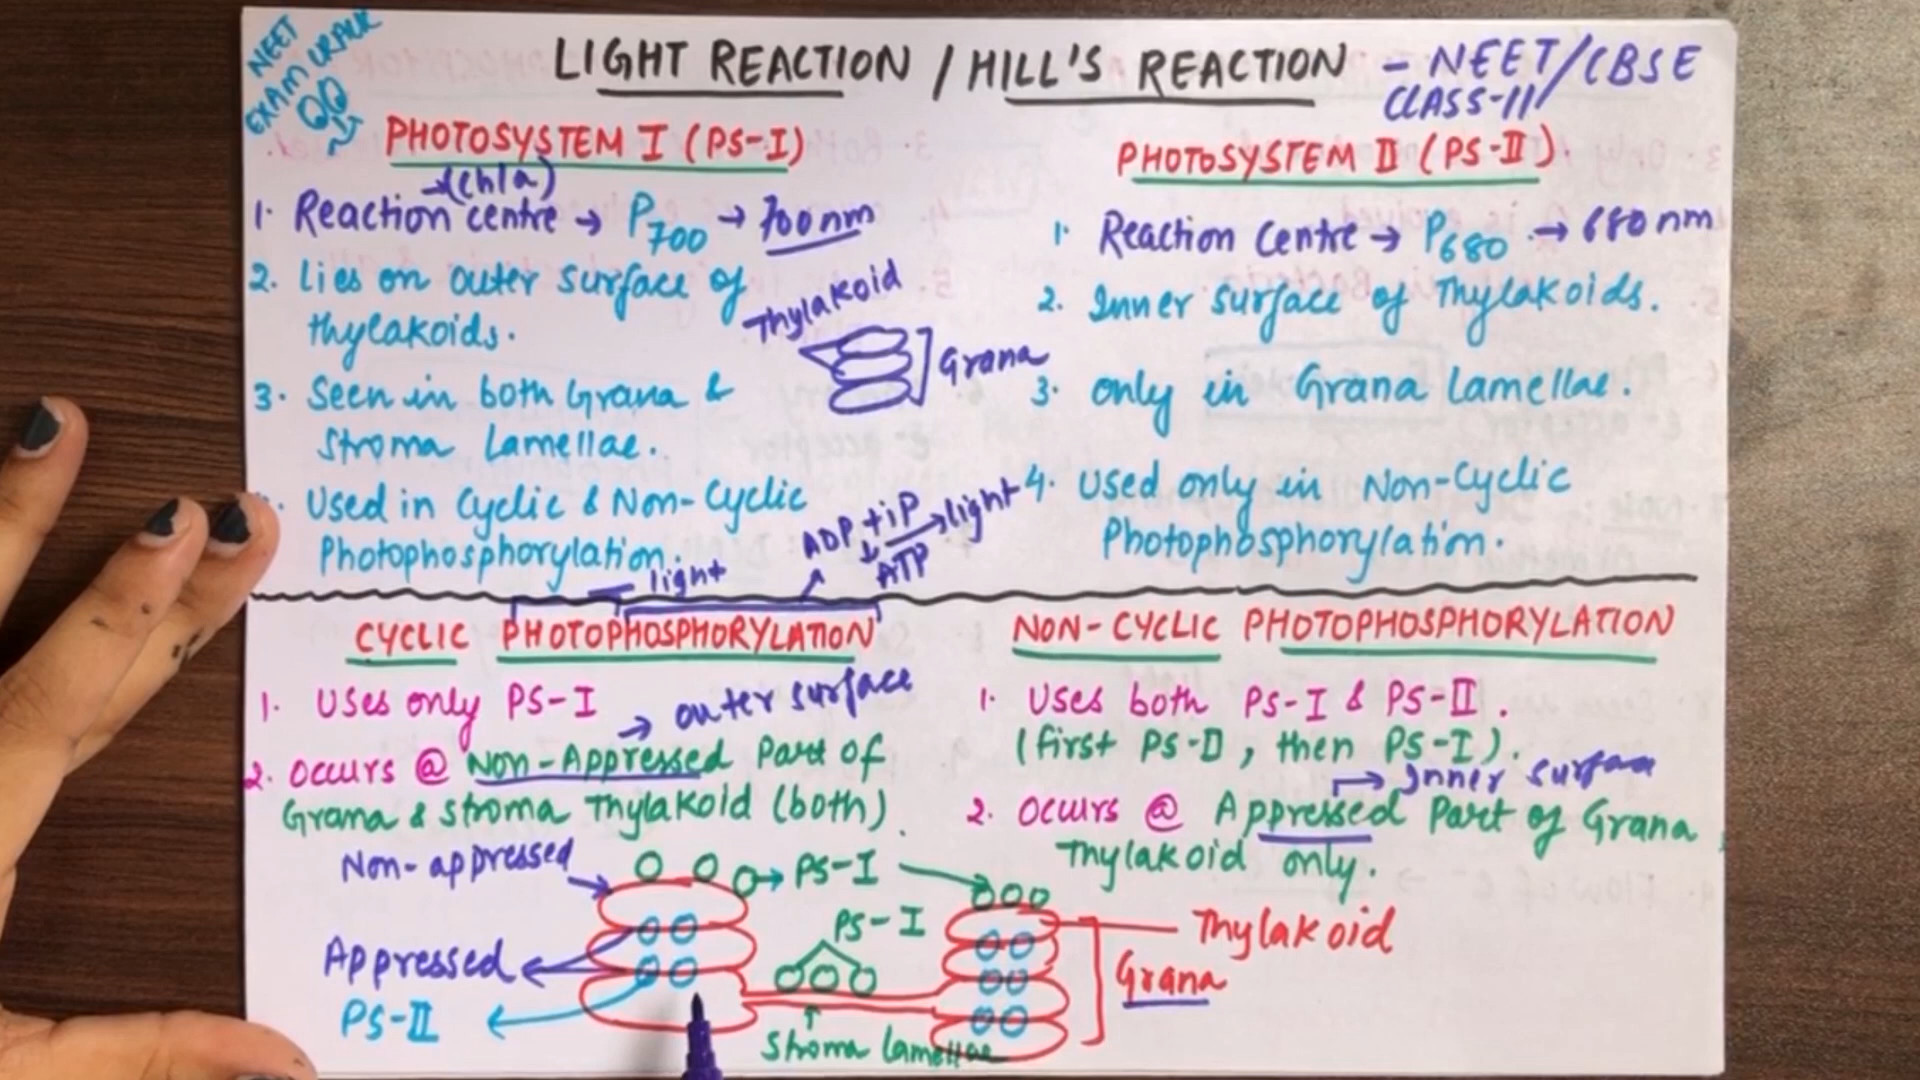 NEET
EXAM CRACK
LIGHT REACTION / HILL'S REACTION - NEET/CBSE
CLASS-11
PHOTOSYSTEM I (PS-I)
→(chla)
1. Reaction centre → P700 → 700nm
2. Lies on outer surface of
thylakoids.
Thylakoid
Grana
3. Seen in both Grana &
Stroma Lamellae.
4. Used in Cyclic & Non-Cyclic
Photophosphorylation.
ADP + iP → light
↓
ATP
PHOTOSYSTEM II (PS-II).
1. Reaction Centre → P680 → 680nm
2. Inner surface of Thylakoids.
3. only in Grana Lamellae.
4. Used only in Non-Cyclic
Photophosphorylation.
light
CYCLIC PHOTOPHOSPHORYLATION
1. Uses only PS-I
→ outer surface
2. Occurs @ Non-Appressed Part of
Grana & Stroma Thylakoid (both).
NON-CYCLIC PHOTOPHOSPHORYLATION
1. Uses both PS-I & PS-II.
(first PS-II, then PS-I).
→ Inner surface
2. Occurs @ Appressed Part of Grana
Thylakoid only.
Non-appressed
→ PS-I
PS-I
Appressed
PS-II
Stroma lamellae
Thylakoid
Grana